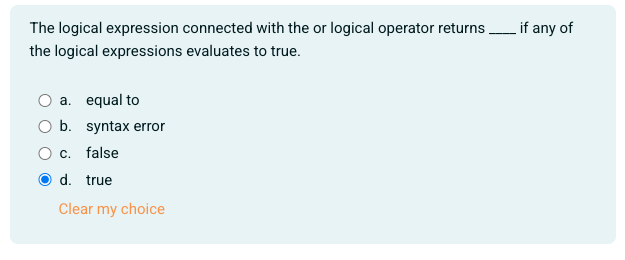 The logical expression connected with the or logical operator returns ____ if any of
the logical expressions evaluates to true.
a. equal to
b. syntax error
c. false
d. true
Clear my choice